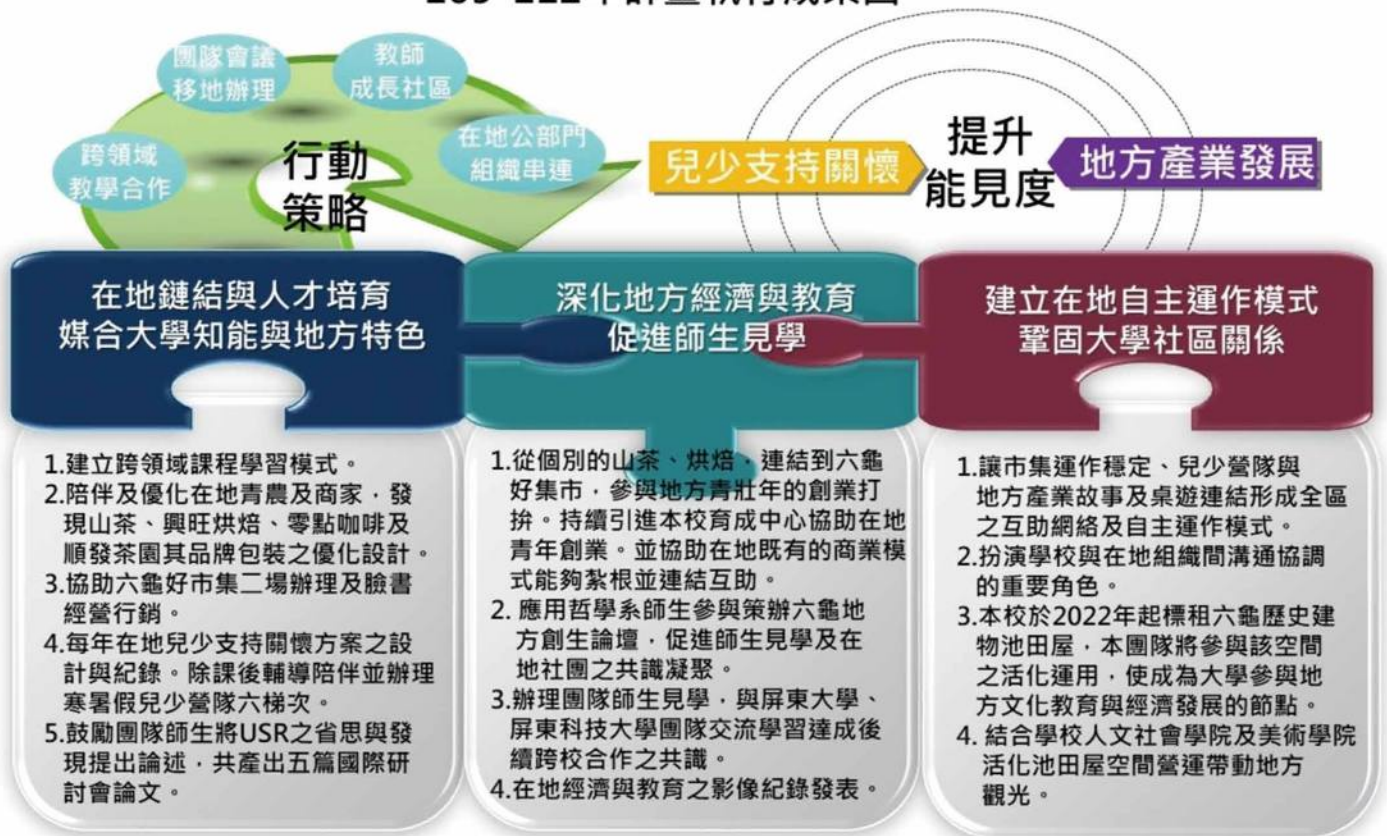 團隊會議
移地辦理
教師
成長社區
跨領域
教學合作
在地公部門
組織串連
行動
策略
兒少支持關懷
提升
能見度
地方產業發展
在地鏈結與人才培育
媒合大學知能與地方特色
1.建立跨領域課程學習模式。
2.陪伴及優化在地青農及商家，發
現山茶、興旺烘焙、零點咖啡及
順發茶園其品牌包裝之優化設計。
3.協助六龜好市集二場辦理及臉書
經營行銷。
4.每年在地兒少支持關懷方案之設
計與紀錄。除課後輔導陪伴並辦理
寒暑假兒少營隊六梯次。
5.鼓勵團隊師生將USR之省思與發
現提出論述，共產出五篇國際研
討會論文。
深化地方經濟與教育
促進師生見學
1.從個別的山茶、烘焙，連結到六龜
好集市，參與地方青壯年的創業打
拚。持續引進本校育成中心協助在地
青年創業。並協助在地既有的商業模
式能夠紮根並連結互助。
2. 應用哲學系師生參與策辦六龜地
方創生論壇，促進師生見學及在
地社團之共識凝聚。
3.辦理團隊師生見學，與屏東大學、
屏東科技大學團隊交流學習達成後
續跨校合作之共識。
4.在地經濟與教育之影像紀錄發表。
建立在地自主運作模式
鞏固大學社區關係
1.讓市集運作穩定、兒少營隊與
地方產業故事及桌遊連結形成全區
之互助網絡及自主運作模式。
2.扮演學校與在地組織間溝通協調
的重要角色。
3.本校於2022年起標租六龜歷史建
物池田屋，本團隊將參與該空間
之活化運用，使成為大學參與地
方文化教育與經濟發展的節點。
4. 結合學校人文社會學院及美術學院
活化池田屋空間營運帶動地方
觀光。